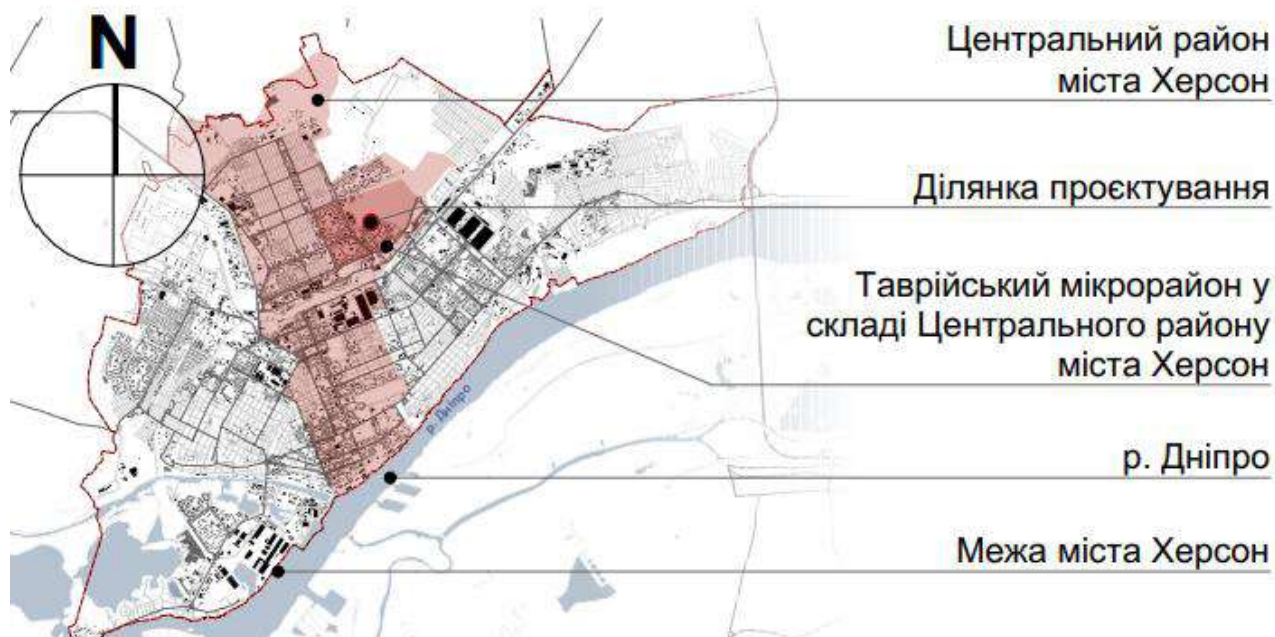 N
Центральний район
міста Херсон
Ділянка проєктування
Таврійський мікрорайон у
складі Центрального району
міста Херсон
р. Дніпро
р. Дніпро
Межа міста Херсон